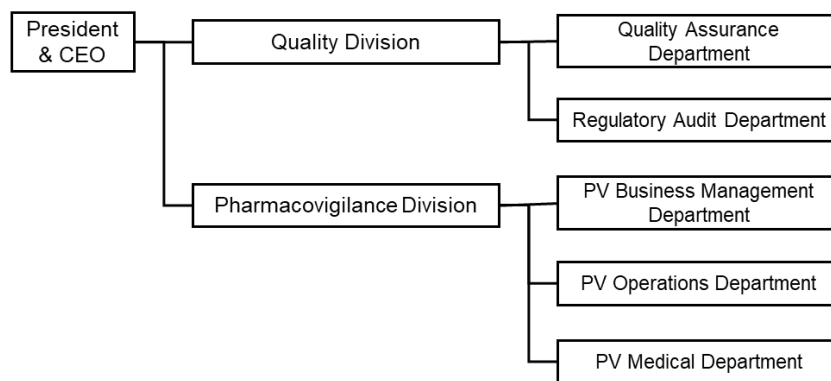 President
& CEO
Quality Division
Quality Assurance
Department
Regulatory Audit Department
Pharmacovigilance Division
PV Business Management
Department
PV Operations Department
PV Medical Department